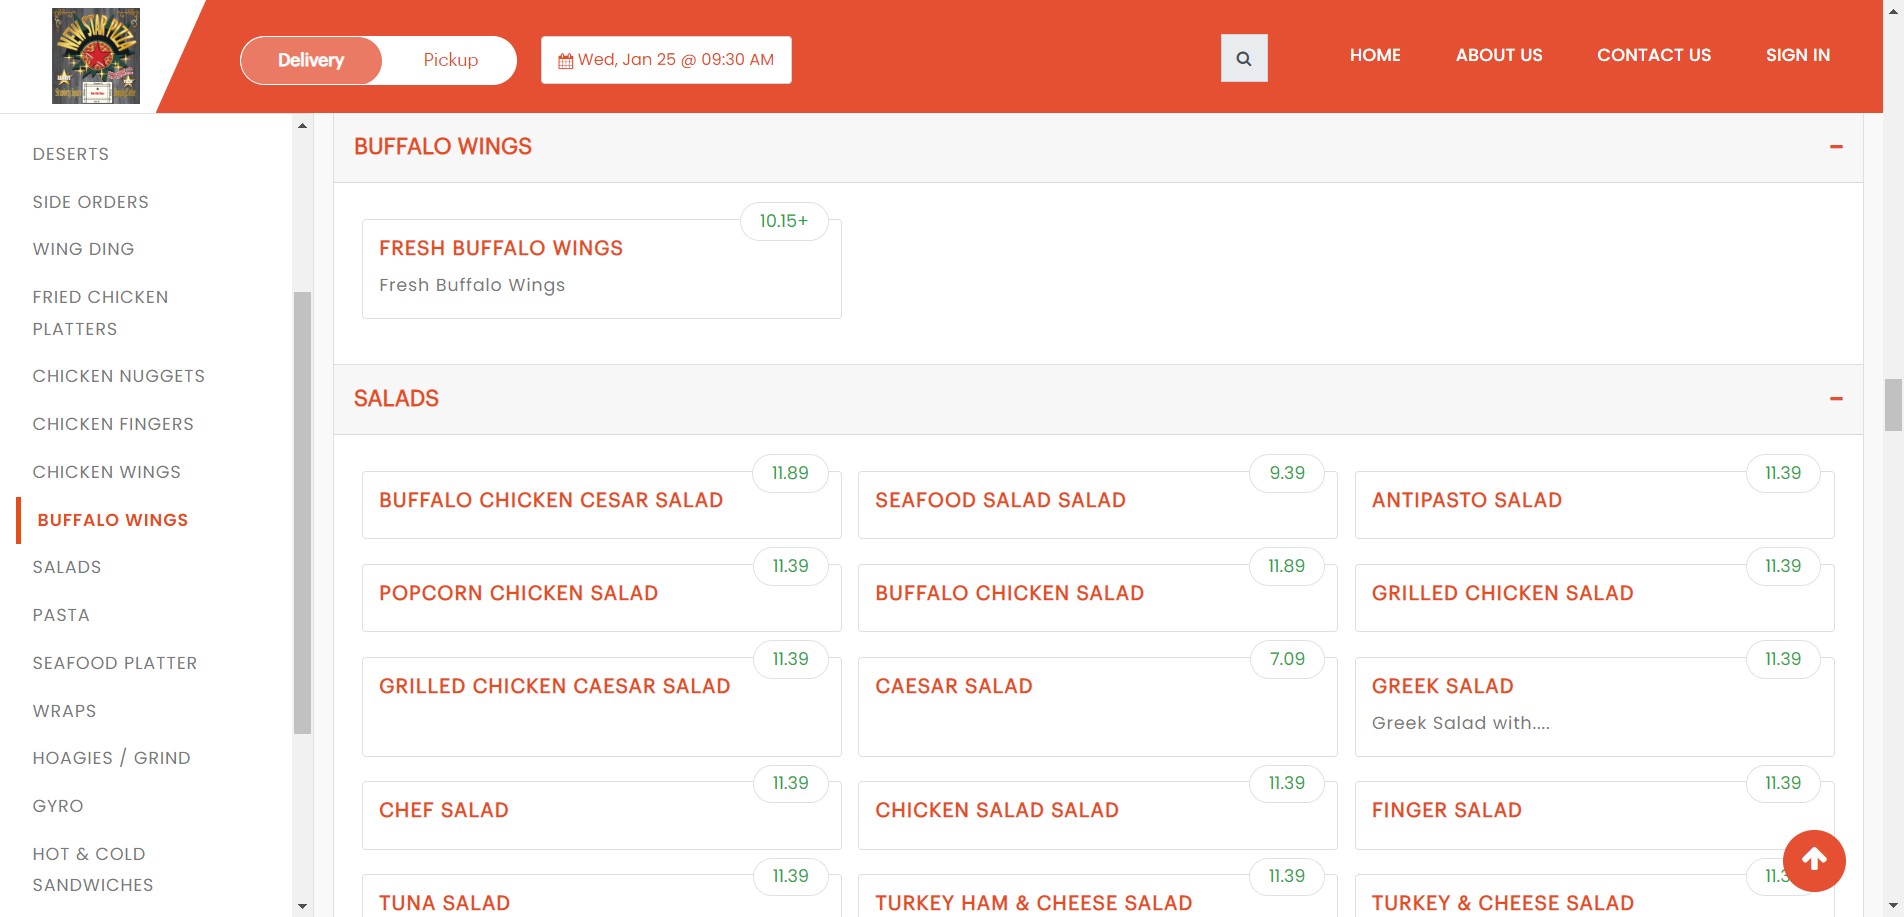 NEW STAR PIZZA
Delivery
Pickup
Wed, Jan 25 @ 09:30 AM
HOME
ABOUT US
CONTACT US
SIGN IN
DESERTS
SIDE ORDERS
WING DING
FRIED CHICKEN
PLATTERS
CHICKEN NUGGETS
CHICKEN FINGERS
CHICKEN WINGS
BUFFALO WINGS
SALADS
PASTA
SEAFOOD PLATTER
WRAPS
HOAGIES / GRIND
GYRO
HOT & COLD
SANDWICHES
BUFFALO WINGS
10.15+
FRESH BUFFALO WINGS
Fresh Buffalo Wings
SALADS
11.89
BUFFALO CHICKEN CESAR SALAD
9.39
SEAFOOD SALAD SALAD
11.39
ANTIPASTO SALAD
11.39
POPCORN CHICKEN SALAD
11.89
BUFFALO CHICKEN SALAD
11.39
GRILLED CHICKEN SALAD
11.39
GRILLED CHICKEN CAESAR SALAD
7.09
CAESAR SALAD
11.39
GREEK SALAD
Greek Salad with....
11.39
CHEF SALAD
11.39
CHICKEN SALAD SALAD
11.39
FINGER SALAD
11.39
TUNA SALAD
11.39
TURKEY HAM & CHEESE SALAD
TURKEY & CHEESE SALAD